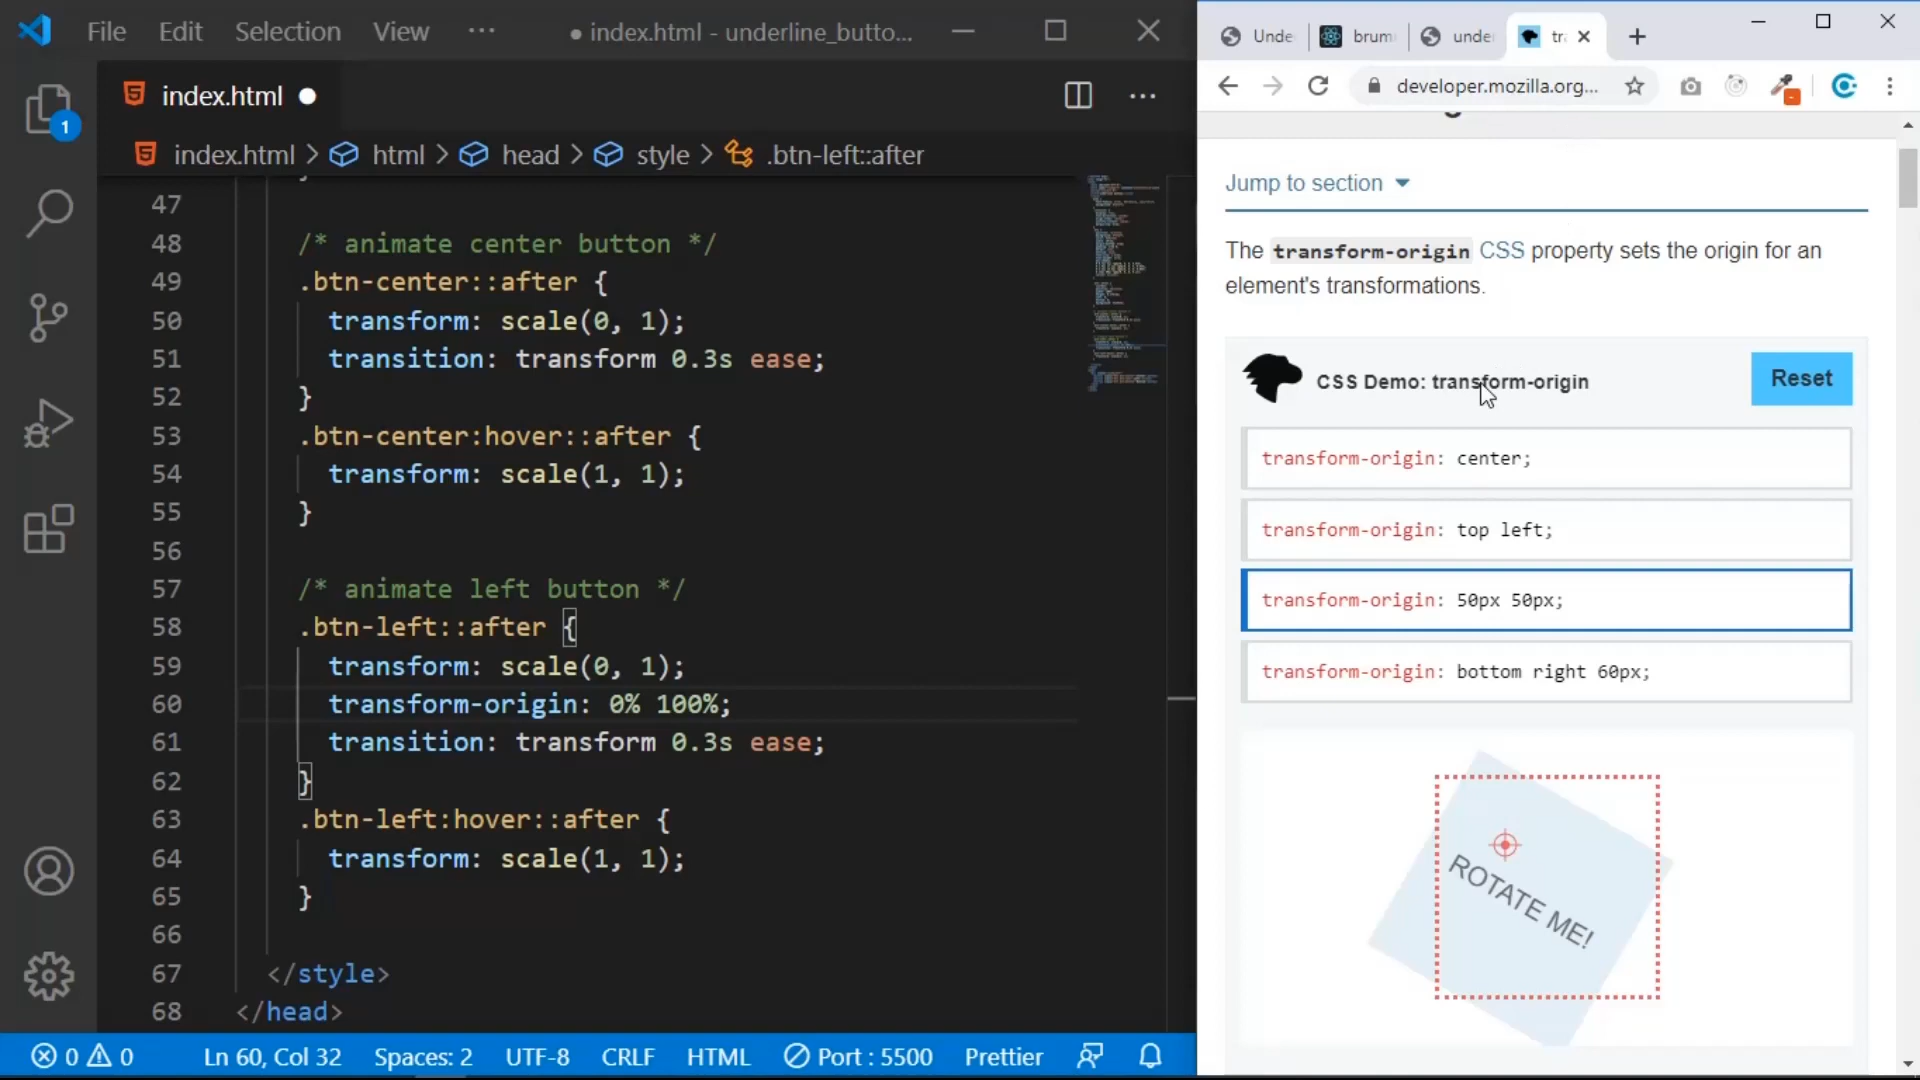 File Edit Selection View ··· ● index.html - underline_butto...
index.html ●
index.html > html > head > style > .btn-left::after
47
48 /* animate center button */
49 .btn-center::after {
50 transform: scale(0, 1);
51 transition: transform 0.3s ease;
52 }
53 .btn-center:hover::after {
54 transform: scale(1, 1);
55 }
56
57 /* animate left button */
58 .btn-left::after {
59 transform: scale(0, 1);
60 transform-origin: 0% 100%;
61 transition: transform 0.3s ease;
62 }
63 .btn-left:hover::after {
64 transform: scale(1, 1);
65 }
66
67 </style>
68 </head>
1
0 0 Ln 60, Col 32 Spaces: 2 UTF-8 CRLF HTML Port : 5500 Prettier
Unde brum unde tra
developer.mozilla.org...
Jump to section
The transform-origin CSS property sets the origin for an
element's transformations.
CSS Demo: transform-origin
Reset
transform-origin: center;
transform-origin: top left;
transform-origin: 50px 50px;
transform-origin: bottom right 60px;
ROTATE ME!